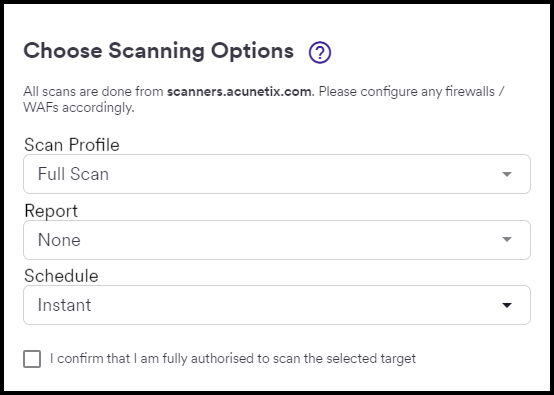 Choose Scanning Options ?
All scans are done from scanners.acunetix.com. Please configure any firewalls /
WAFs accordingly.
Scan Profile
Full Scan
Report
None
Schedule
Instant
I confirm that I am fully authorised to scan the selected target